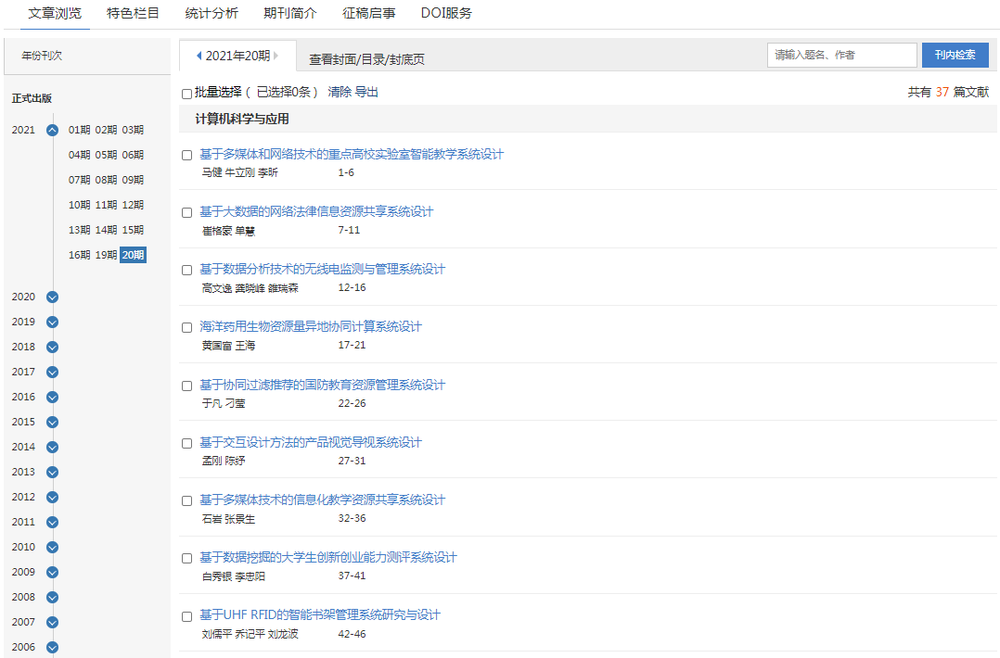 文章浏览 特色栏目 统计分析 期刊简介 征稿启事 DOI服务
年份刊次
2021年20期 查看封面/目录/封底页 请输入题名、作者 刊内检索
批量选择 ( 已选择0条 ) 清除 导出 共有 37 篇文献
正式出版
2021 01期 02期 03期
04期 05期 06期
07期 08期 09期
10期 11期 12期
13期 14期 15期
16期 19期 20期
2020
2019
2018
2017
2016
2015
2014
2013
2012
2011
2010
2009
2008
2007
2006
计算机科学与应用
基于多媒体和网络技术的重点高校实验室智能教学系统设计
马健 牛立刚 李昕 1-6
基于大数据的网络法律信息资源共享系统设计
崔格豪 单慧 7-11
基于数据分析技术的无线电监测与管理系统设计
高文逸 龚晓峰 雒瑞森 12-16
海洋药用生物资源量异地协同计算系统设计
黄国富 王海 17-21
基于协同过滤推荐的国防教育资源管理系统设计
于凡 刁莹 22-26
基于交互设计方法的产品视觉导视系统设计
孟刚 陈纾 27-31
基于多媒体技术的信息化教学资源共享系统设计
石岩 张景生 32-36
基于数据挖掘的大学生创新创业能力测评系统设计
白秀银 李忠阳 37-41
基于UHF RFID的智能书架管理系统研究与设计
刘儒平 乔记平 刘龙波 42-46